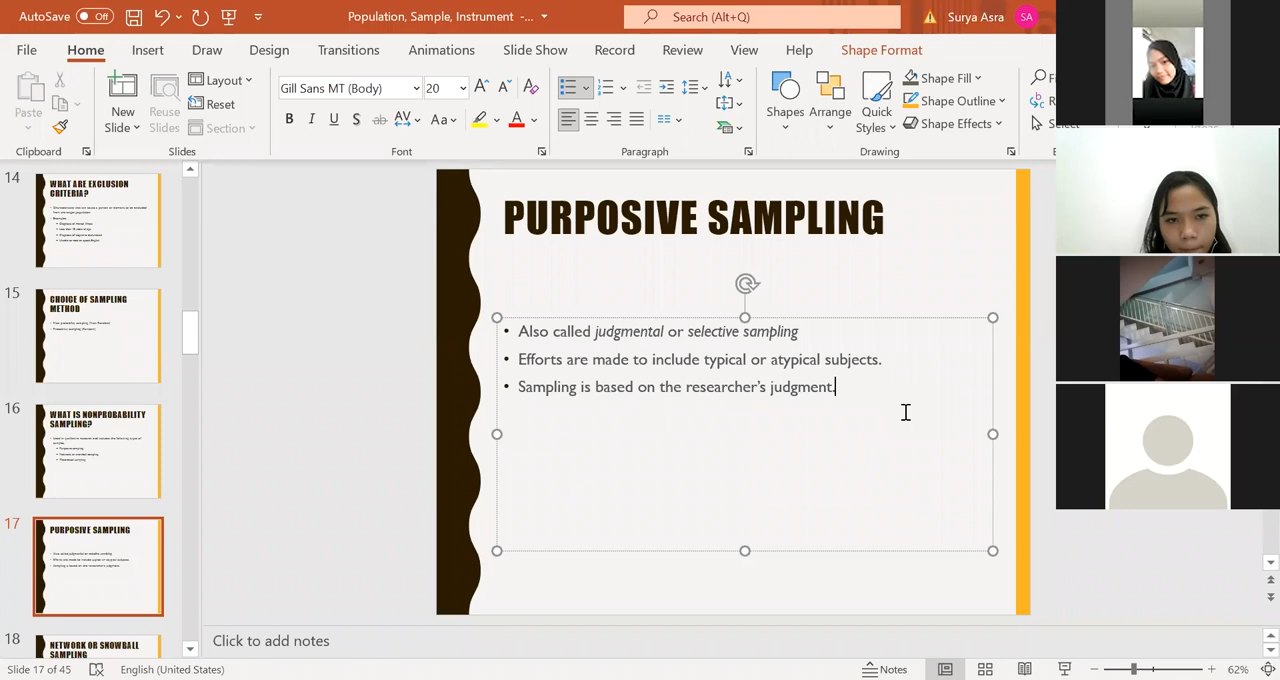 AutoSave Off
Population, Sample, Instrument -...
Search (Alt+Q)
Surya Asra SA
File Home Insert Draw Design Transitions Animations Slide Show Record Review View Help Shape Format
Paste
Clipboard
New Slide
Reuse Slides
Layout
Reset
Section
Slides
Gill Sans MT (Body) 20
B I U S ab AV Aa A
Font
Paragraph
Shapes
Arrange
Quick Styles
Shape Fill
Shape Outline
Shape Effects
Drawing
14
WHAT ARE EXCLUSION CRITERIA?
15
CHOICE OF SAMPLING METHOD
16
WHAT IS NONPROBABILITY SAMPLING?
17
PURPOSIVE SAMPLING
18
NETWORK OR SNOWBALL SAMPLING
PURPOSIVE SAMPLING
• Also called judgmental or selective sampling
• Efforts are made to include typical or atypical subjects.
• Sampling is based on the researcher's judgment.
Click to add notes
Slide 17 of 45
English (United States)
Notes
62%